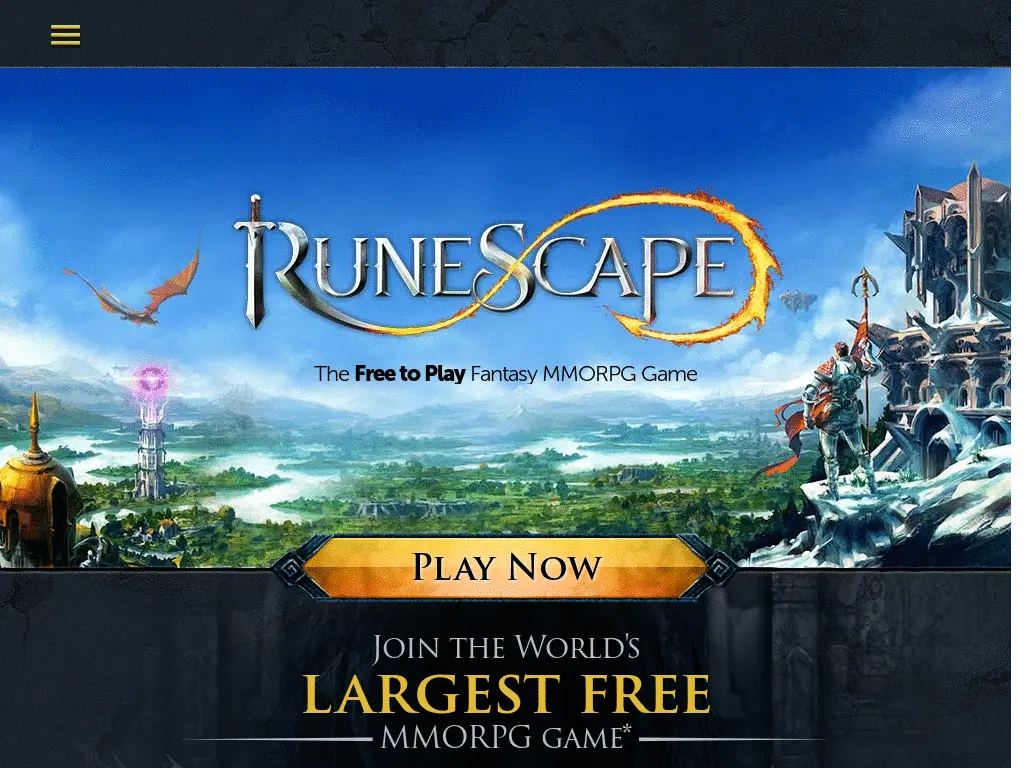 RUNESCAPE
The Free to Play Fantasy MMORPG Game
PLAY NOW
JOIN THE WORLD'S
LARGEST FREE
MMORPG GAME*